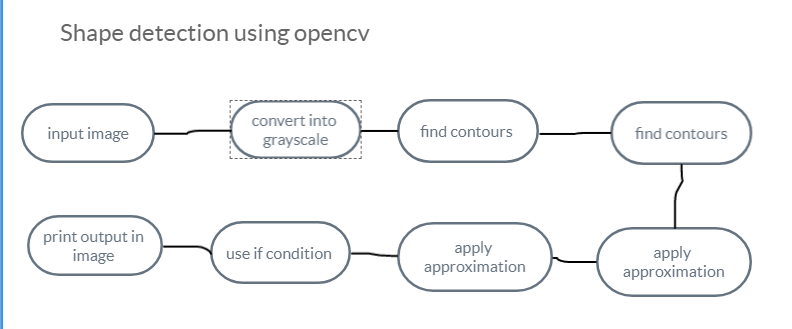 Shape detection using opencv
input image
convert into
grayscale
find contours
find contours
print output in
image
use if condition
apply
approximation
apply
approximation